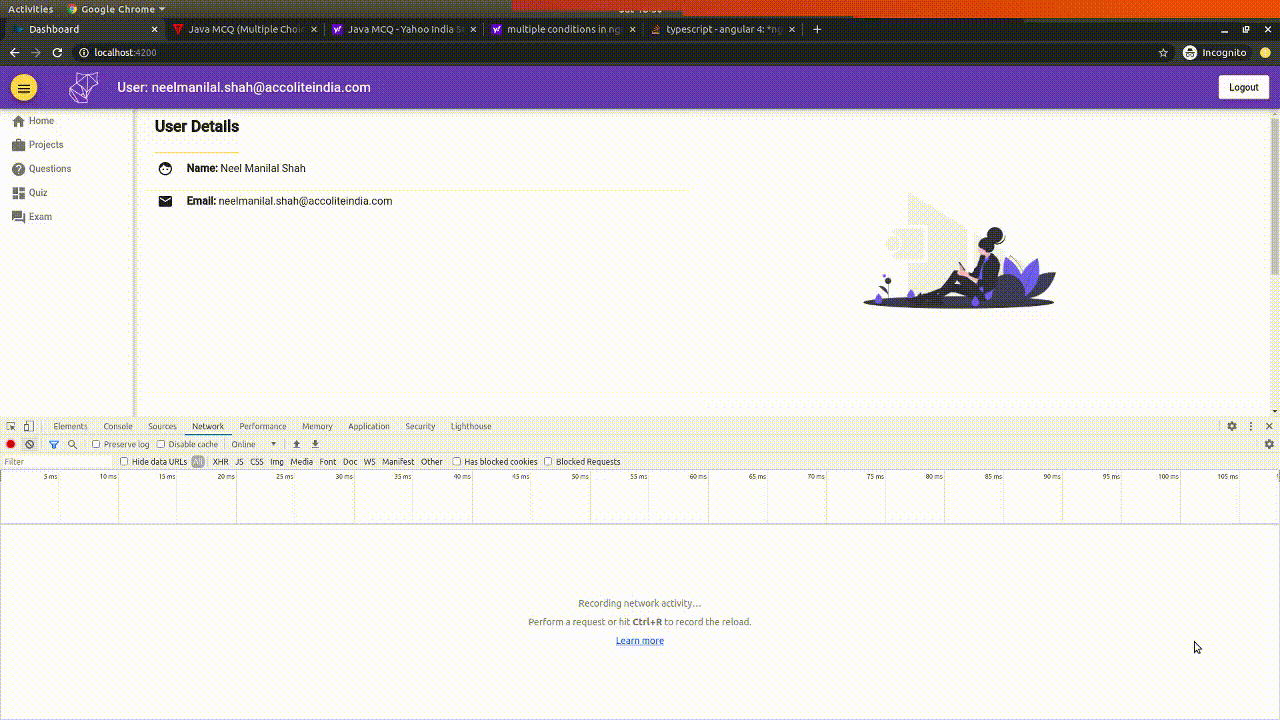 Activities Google Chrome
Dashboard Java MCQ (Multiple Choi Java MCQ - Yahoo India S multiple conditions in ng typescript - angular 4: *ng
localhost:4200 Incognito
User: neelmanilal.shah@accoliteindia.com Logout
Home
Projects
Questions
Quiz
Exam
User Details
Name: Neel Manilal Shah
Email: neelmanilal.shah@accoliteindia.com
Elements Console Sources Network Performance Memory Application Security Lighthouse
Preserve log Disable cache Online
Filter Hide data URLs All XHR JS CSS Img Media Font Doc WS Manifest Other Has blocked cookies Blocked Requests
5 ms 10 ms 15 ms 20 ms 25 ms 30 ms 35 ms 40 ms 45 ms 50 ms 55 ms 60 ms 65 ms 70 ms 75 ms 80 ms 85 ms 90 ms 95 ms 100 ms 105 ms
Recording network activity...
Perform a request or hit Ctrl+R to record the reload.
Learn more